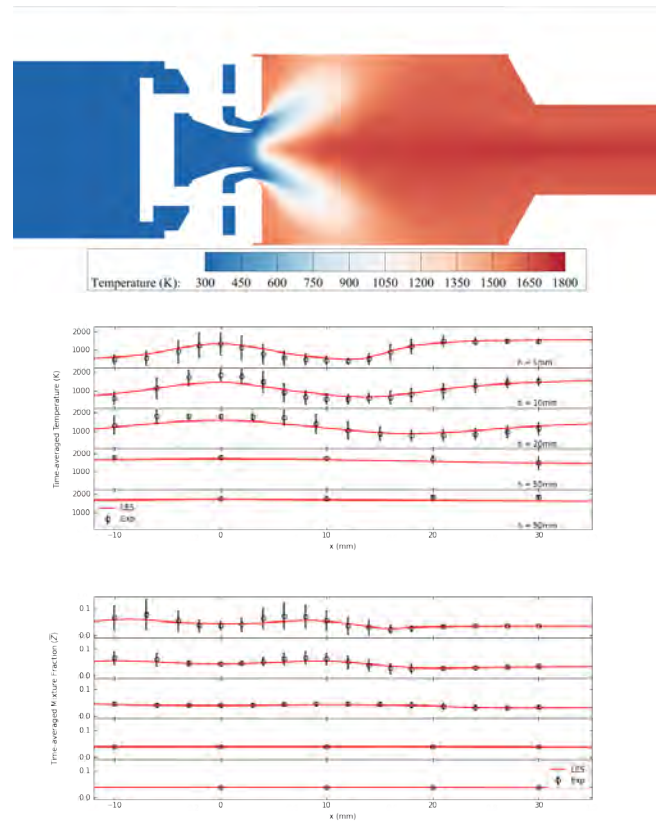 Temperature (K): 300 450 600 750 900 1050 1200 1350 1500 1650 1800
Time-averaged Temperature (K)
2000
1000
h = 5mm
2000
1000
h = 10mm
2000
1000
h = 20mm
2000
1000
h = 50mm
2000
1000
h = 90mm
LES
Exp
−10 0 10 20 30
x (mm)
Time-averaged Mixture Fraction (Z̃)
0.1
0.0
0.1
0.0
0.1
0.0
0.1
0.0
0.1
0.0
LES
Exp
−10 0 10 20 30
x (mm)